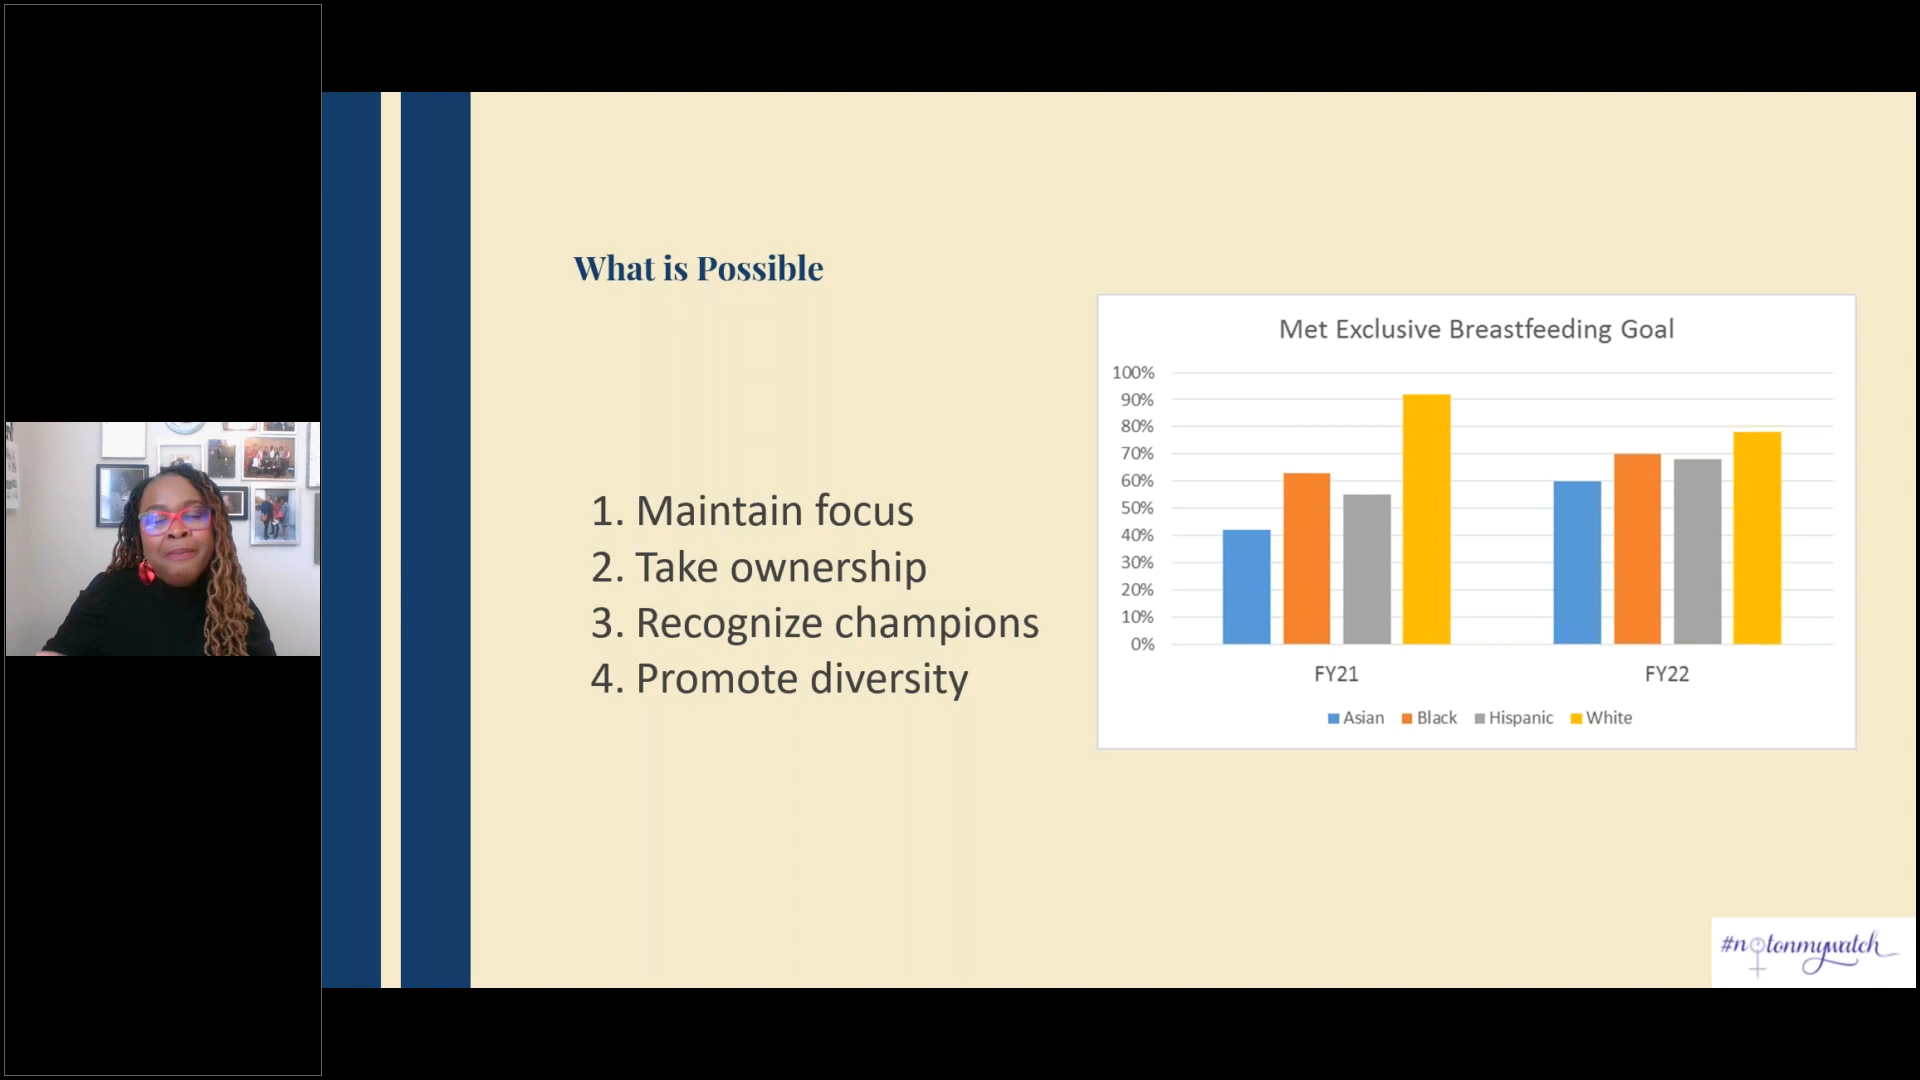 What is Possible
1. Maintain focus
2. Take ownership
3. Recognize champions
4. Promote diversity
Met Exclusive Breastfeeding Goal
100%
90%
80%
70%
60%
50%
40%
30%
20%
10%
0%
FY21 FY22
Asian Black Hispanic White
#notonmywatch